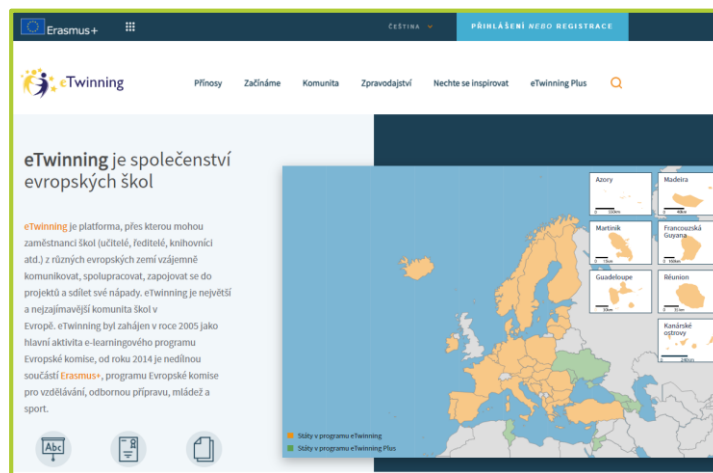 Erasmus+
ČEŠTINA
PŘIHLÁŠENÍ NEBO REGISTRACE
eTwinning
Přínosy
Začínáme
Komunita
Zpravodajství
Nechte se inspirovat
eTwinning Plus
eTwinning je společenství
evropských škol
eTwinning je platforma, přes kterou mohou
zaměstnanci škol (učitelé, ředitelé, knihovníci
atd.) z různých evropských zemí vzájemně
komunikovat, spolupracovat, zapojovat se do
projektů a sdílet své nápady. eTwinning je největší
a nejzajímavější komunita škol v
Evropě. eTwinning byl zahájen v roce 2005 jako
hlavní aktivita e-learningového programu
Evropské komise, od roku 2014 je nedílnou
součástí Erasmus+, programu Evropské komise
pro vzdělávání, odbornou přípravu, mládež a
sport.
Abc
Azory
Madeira
Martinik
Francouzská
Guyana
Guadeloupe
Réunion
Kanárské
ostrovy
Státy v programu eTwinning
Státy v programu eTwinning Plus